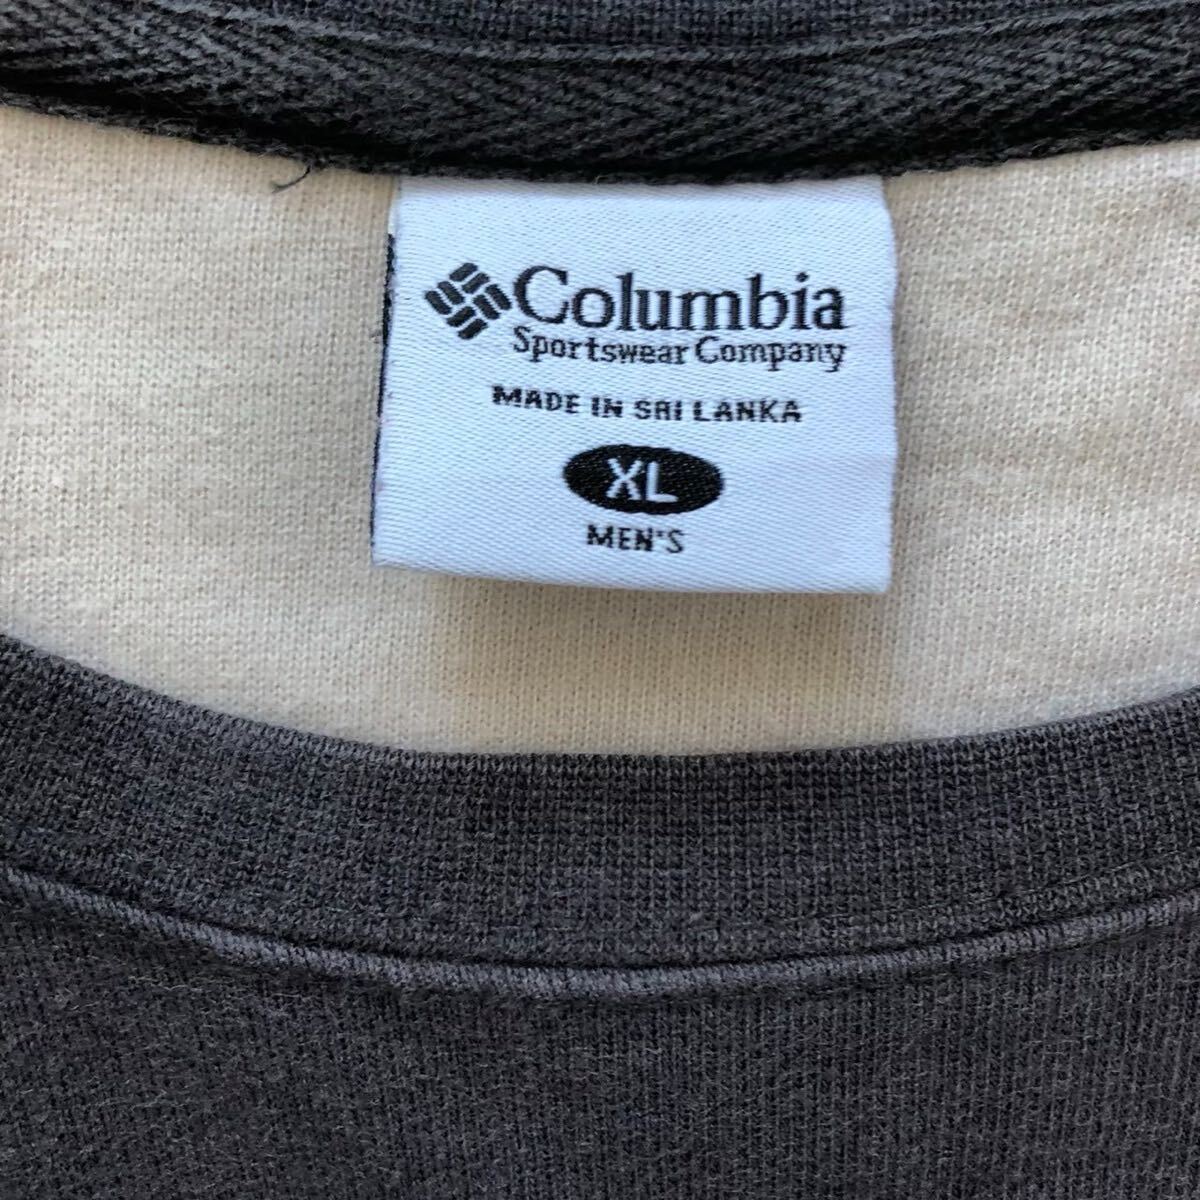 Columbia
Sportswear Company
MADE IN SRI LANKA
XL
MEN'S